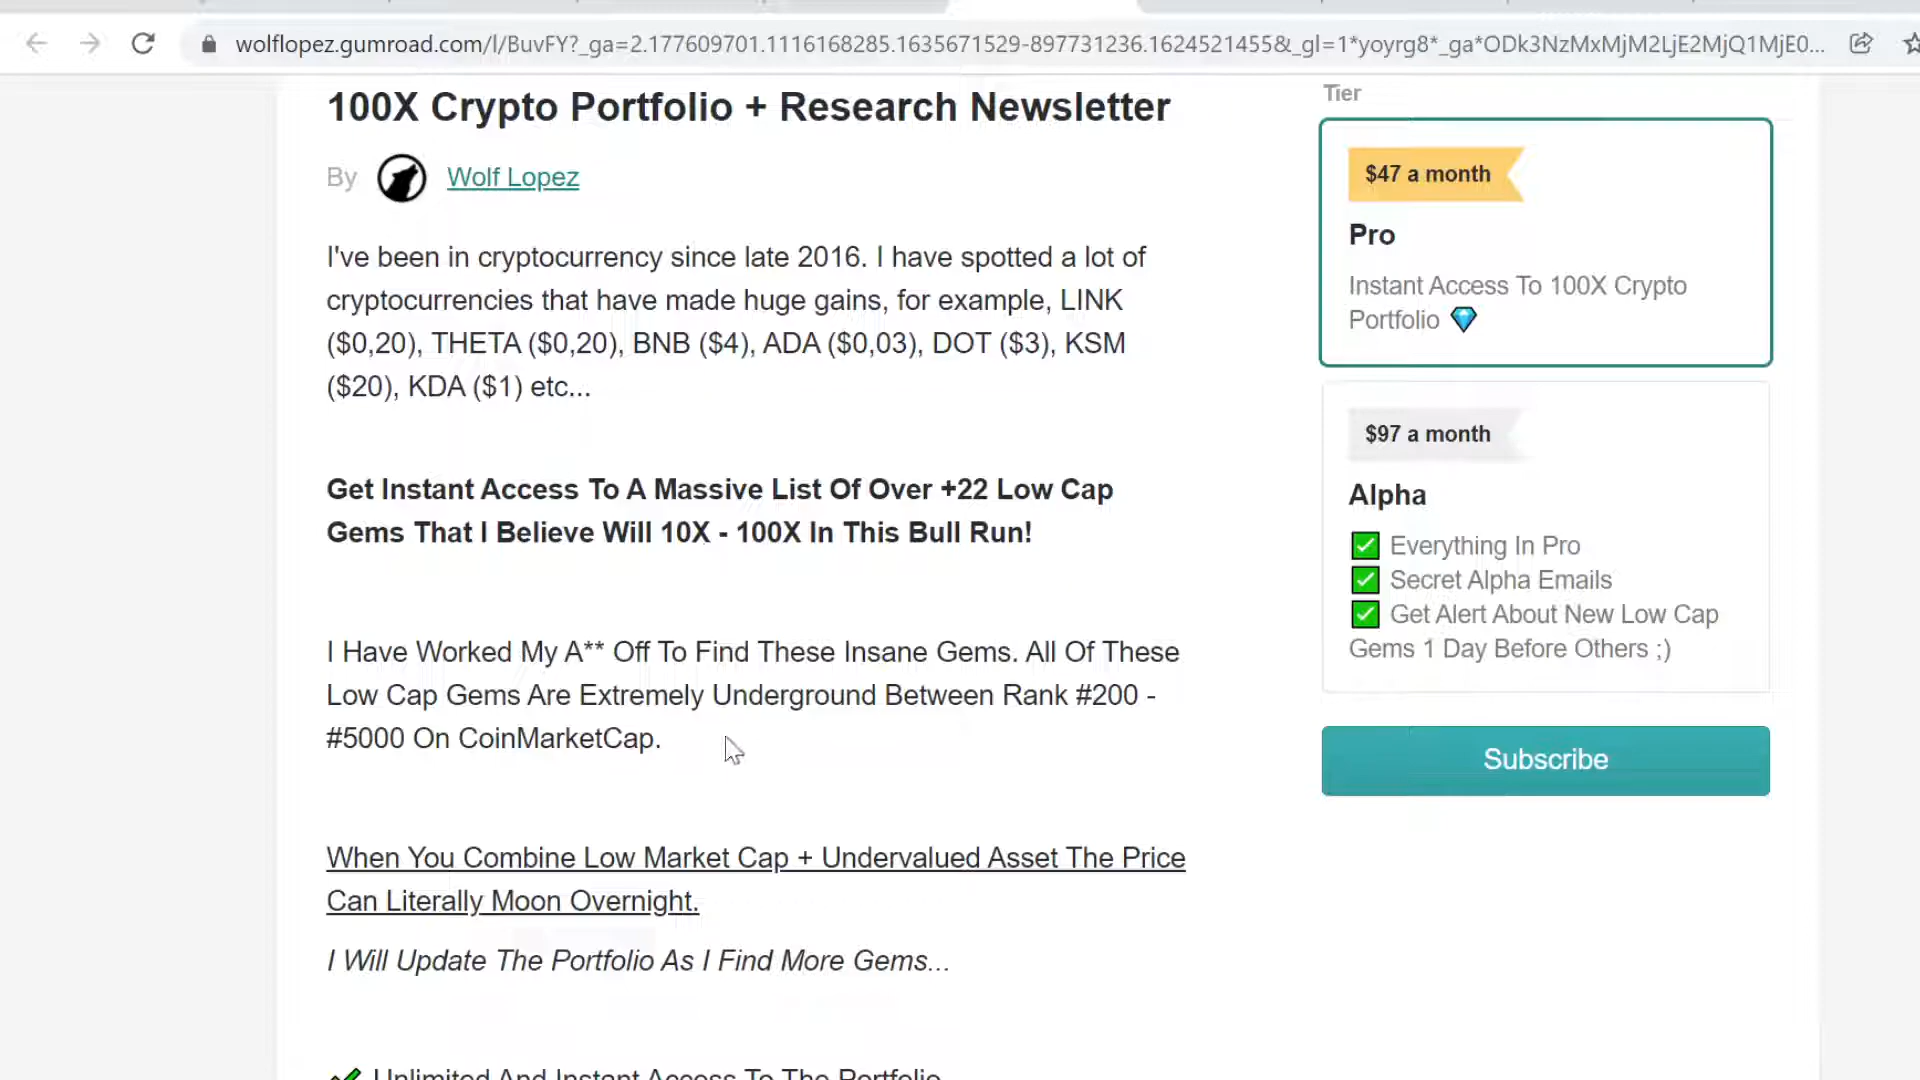 wolflopez.gumroad.com/l/BuvFY?_ga=2.177609701.1116168285.1635671529-897731236.1624521455&_gl=1*yoyrg8*_ga*ODk3NzMxMjM2LjE2MjQ1MjE0...
100X Crypto Portfolio + Research Newsletter
By Wolf Lopez
I've been in cryptocurrency since late 2016. I have spotted a lot of
cryptocurrencies that have made huge gains, for example, LINK
($0,20), THETA ($0,20), BNB ($4), ADA ($0,03), DOT ($3), KSM
($20), KDA ($1) etc...
Get Instant Access To A Massive List Of Over +22 Low Cap
Gems That I Believe Will 10X - 100X In This Bull Run!
I Have Worked My A** Off To Find These Insane Gems. All Of These
Low Cap Gems Are Extremely Underground Between Rank #200 -
#5000 On CoinMarketCap.
When You Combine Low Market Cap + Undervalued Asset The Price
Can Literally Moon Overnight.
I Will Update The Portfolio As I Find More Gems...
Unlimited And Instant Access To The Portfolio
Tier
$47 a month
Pro
Instant Access To 100X Crypto
Portfolio
$97 a month
Alpha
Everything In Pro
Secret Alpha Emails
Get Alert About New Low Cap
Gems 1 Day Before Others ;)
Subscribe